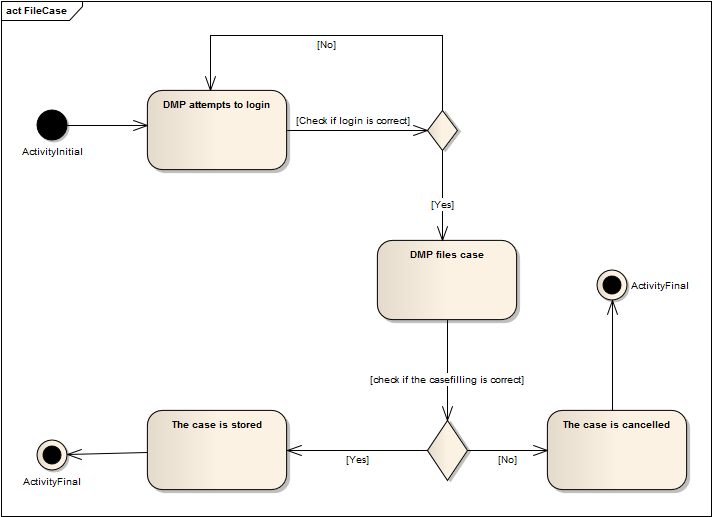 act FileCase
[No]
DMP attempts to login
[Check if login is correct]
ActivityInitial
[Yes]
DMP files case
ActivityFinal
[check if the casefilling is correct]
The case is stored
The case is cancelled
[Yes]
[No]
ActivityFinal